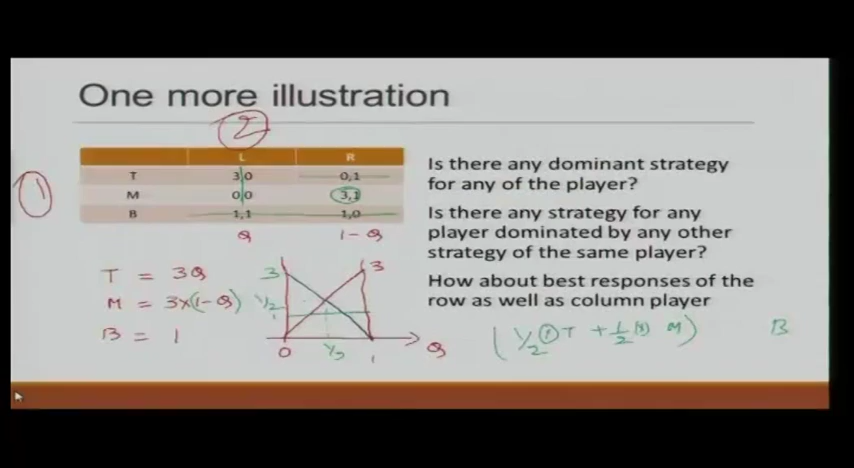 One more illustration
2
L R
T 3,0 0,1
1
M 0,0 3,1
B 1,1 1,0
Q 1-Q
T = 3Q
M = 3x(1-Q)
B = 1
3 3
1/2
1
0 1 Q
Is there any dominant strategy
for any of the player?
Is there any strategy for any
player dominated by any other
strategy of the same player?
How about best responses of the
row as well as column player
B